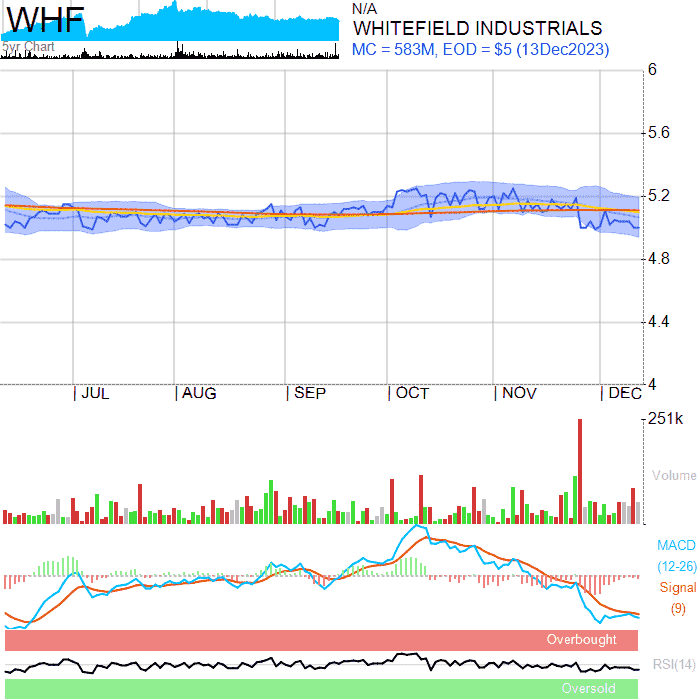 WHF
5yr Chart
N/A
WHITEFIELD INDUSTRIALS
MC = 583M, EOD = $5 (13Dec2023)
6
5.6
5.2
4.8
4.4
4
JUL AUG SEP OCT NOV DEC
251k
Volume
MACD
(12-26)
Signal
(9)
Overbought
RSI(14)
Oversold